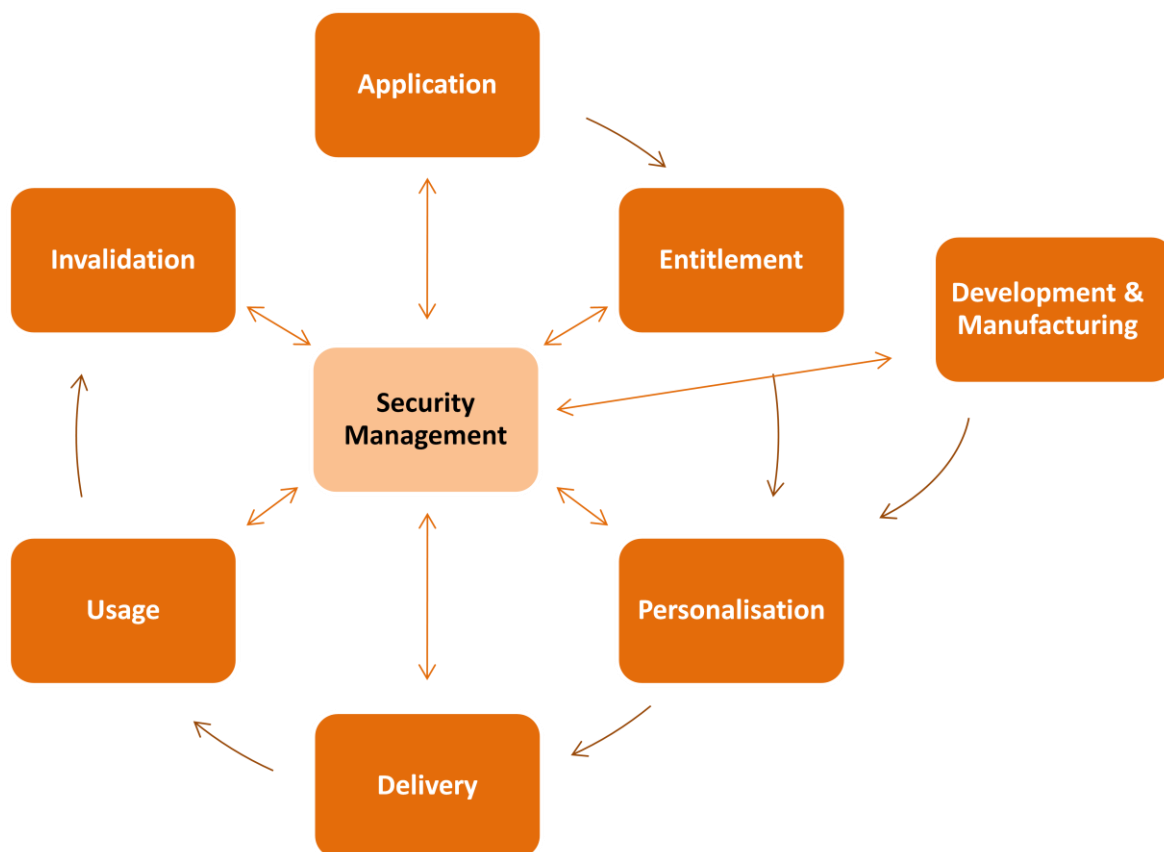 Application
Invalidation
Entitlement
Development &
Manufacturing
Security
Management
Usage
Personalisation
Delivery